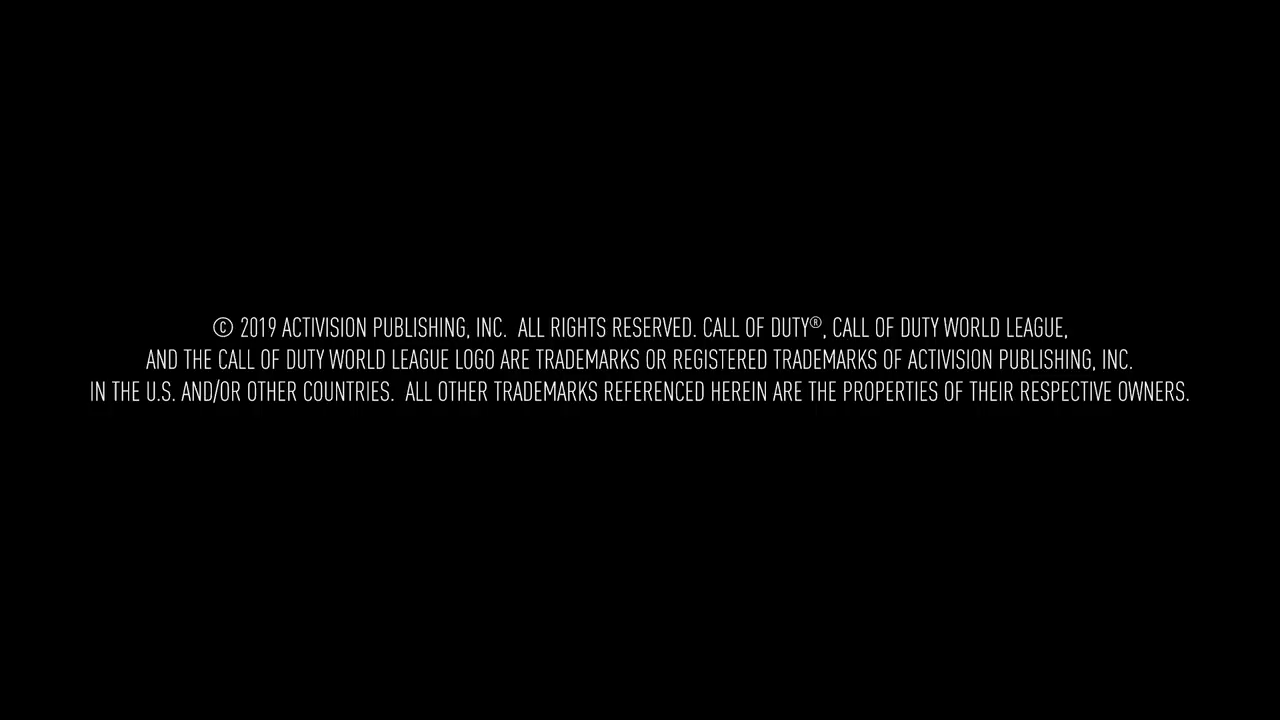 © 2019 ACTIVISION PUBLISHING, INC.  ALL RIGHTS RESERVED. CALL OF DUTY®, CALL OF DUTY WORLD LEAGUE,
AND THE CALL OF DUTY WORLD LEAGUE LOGO ARE TRADEMARKS OR REGISTERED TRADEMARKS OF ACTIVISION PUBLISHING, INC.
IN THE U.S. AND/OR OTHER COUNTRIES.  ALL OTHER TRADEMARKS REFERENCED HEREIN ARE THE PROPERTIES OF THEIR RESPECTIVE OWNERS.